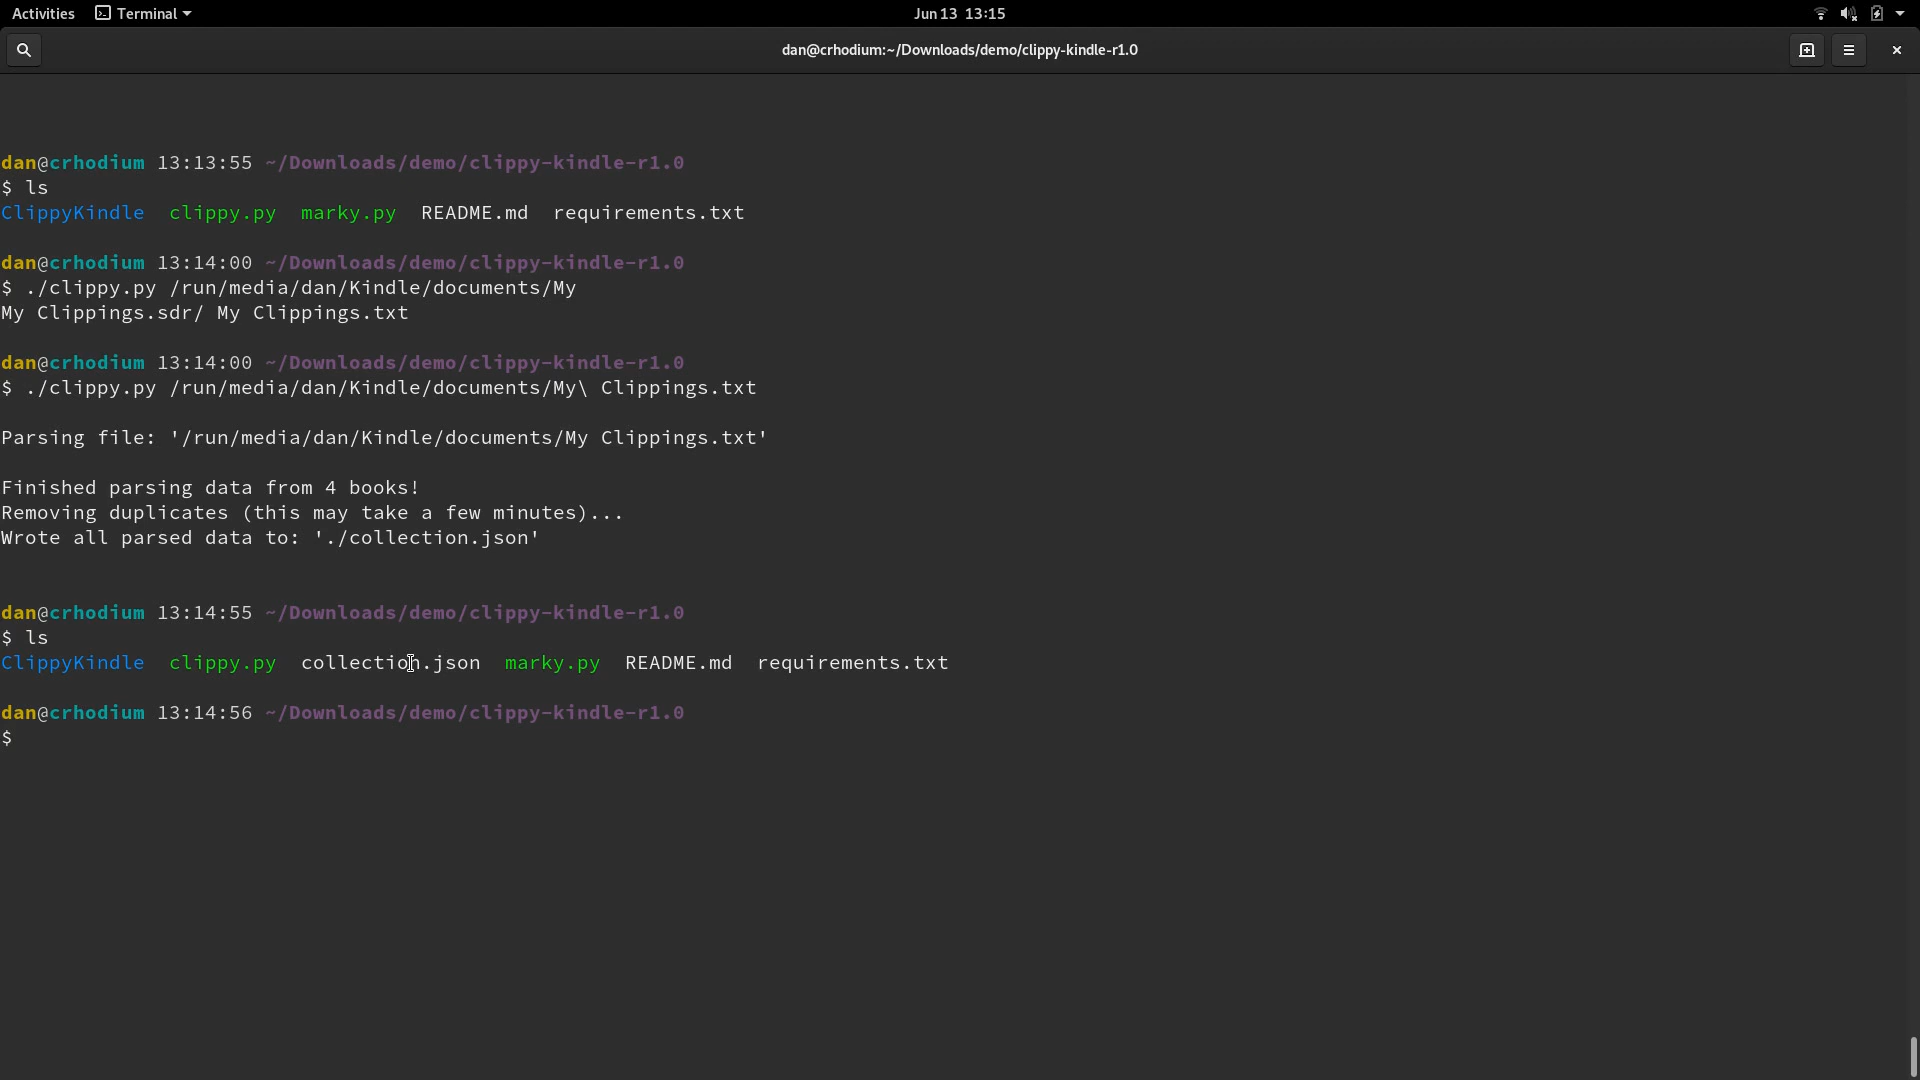 Activities Terminal Jun 13 13:15
dan@crhodium:~/Downloads/demo/clippy-kindle-r1.0
dan@crhodium 13:13:55 ~/Downloads/demo/clippy-kindle-r1.0
$ ls
ClippyKindle clippy.py marky.py README.md requirements.txt
dan@crhodium 13:14:00 ~/Downloads/demo/clippy-kindle-r1.0
$ ./clippy.py /run/media/dan/Kindle/documents/My
My Clippings.sdr/ My Clippings.txt
dan@crhodium 13:14:00 ~/Downloads/demo/clippy-kindle-r1.0
$ ./clippy.py /run/media/dan/Kindle/documents/My\ Clippings.txt
Parsing file: '/run/media/dan/Kindle/documents/My Clippings.txt'
Finished parsing data from 4 books!
Removing duplicates (this may take a few minutes)...
Wrote all parsed data to: './collection.json'
dan@crhodium 13:14:55 ~/Downloads/demo/clippy-kindle-r1.0
$ ls
ClippyKindle clippy.py collection.json marky.py README.md requirements.txt
dan@crhodium 13:14:56 ~/Downloads/demo/clippy-kindle-r1.0
$